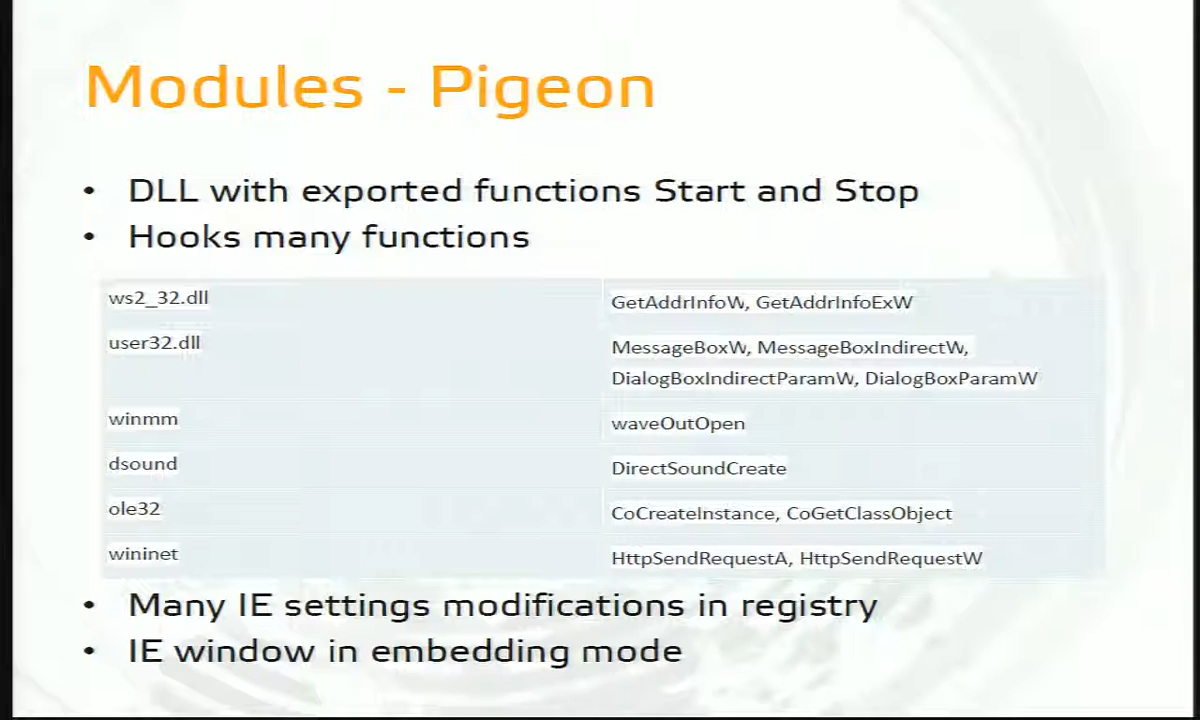 Modules - Pigeon
• DLL with exported functions Start and Stop
• Hooks many functions
ws2_32.dll GetAddrInfoW, GetAddrInfoExW
user32.dll MessageBoxW, MessageBoxIndirectW,
DialogBoxIndirectParamW, DialogBoxParamW
winmm waveOutOpen
dsound DirectSoundCreate
ole32 CoCreateInstance, CoGetClassObject
wininet HttpSendRequestA, HttpSendRequestW
• Many IE settings modifications in registry
• IE window in embedding mode